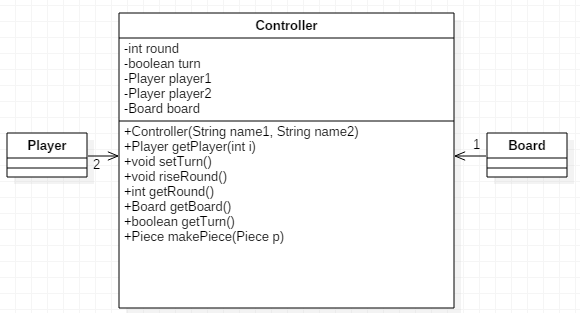 Controller
-int round
-boolean turn
-Player player1
-Player player2
-Board board
+Controller(String name1, String name2)
+Player getPlayer(int i)
+void setTurn()
+void riseRound()
+int getRound()
+Board getBoard()
+boolean getTurn()
+Piece makePiece(Piece p)
Player
2
1
Board